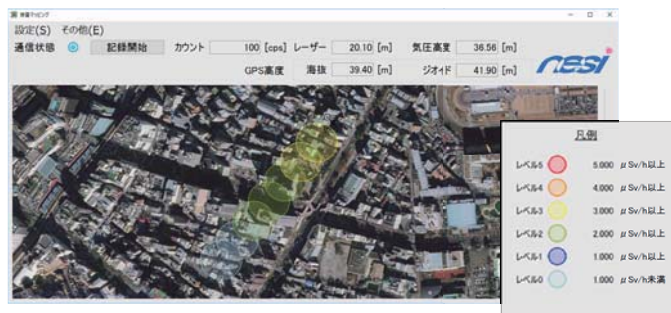 設定(S) その他(E)
通信状態 記録開始 カウント 100 [cps] レーザー 20.10 [m] 気圧高度 36.56 [m]
GPS高度 海抜 39.40 [m] ジオイド 41.90 [m]
nesi
凡例
レベル5 5.000 μSv/h以上
レベル4 4.000 μSv/h以上
レベル3 3.000 μSv/h以上
レベル2 2.000 μSv/h以上
レベル1 1.000 μSv/h以上
レベル0 1.000 μSv/h未満